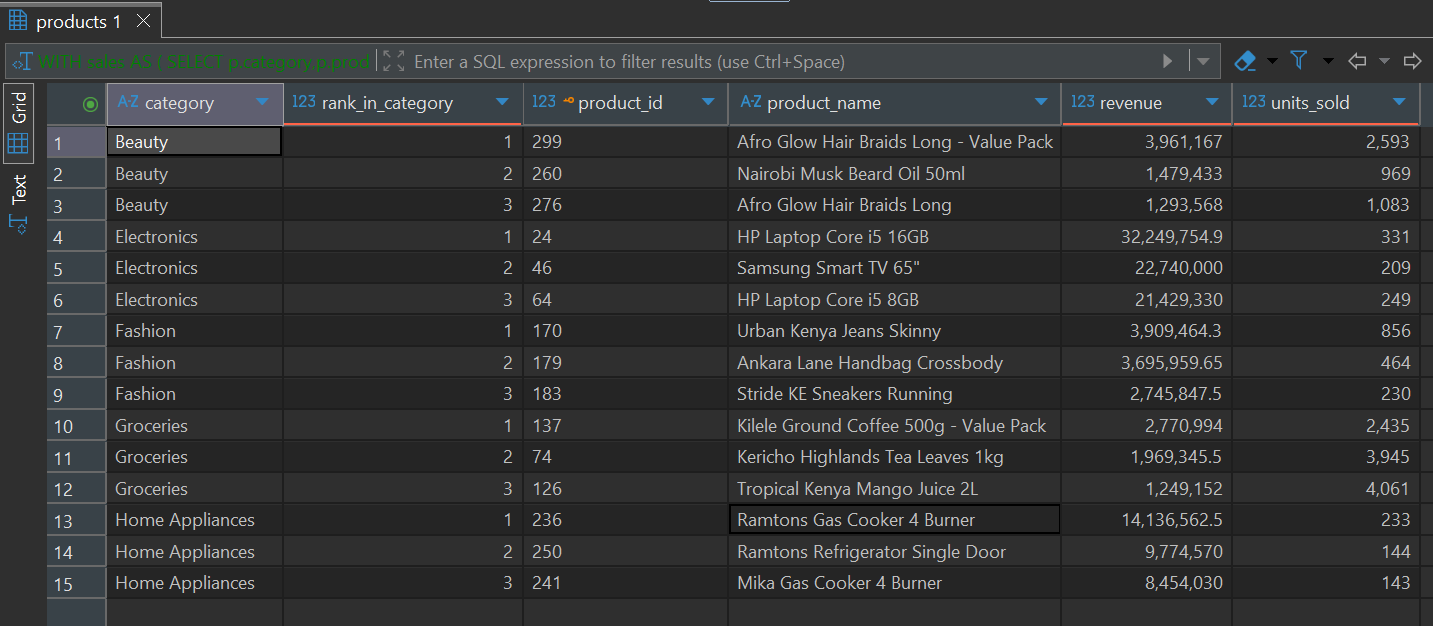 products 1
WITH sales AS ( SELECT p.category,p.prod Enter a SQL expression to filter results (use Ctrl+Space)
Grid
Text
A-Z category 123 rank_in_category 123 product_id A-Z product_name 123 revenue 123 units_sold
1 Beauty 1 299 Afro Glow Hair Braids Long - Value Pack 3,961,167 2,593
2 Beauty 2 260 Nairobi Musk Beard Oil 50ml 1,479,433 969
3 Beauty 3 276 Afro Glow Hair Braids Long 1,293,568 1,083
4 Electronics 1 24 HP Laptop Core i5 16GB 32,249,754.9 331
5 Electronics 2 46 Samsung Smart TV 65" 22,740,000 209
6 Electronics 3 64 HP Laptop Core i5 8GB 21,429,330 249
7 Fashion 1 170 Urban Kenya Jeans Skinny 3,909,464.3 856
8 Fashion 2 179 Ankara Lane Handbag Crossbody 3,695,959.65 464
9 Fashion 3 183 Stride KE Sneakers Running 2,745,847.5 230
10 Groceries 1 137 Kilele Ground Coffee 500g - Value Pack 2,770,994 2,435
11 Groceries 2 74 Kericho Highlands Tea Leaves 1kg 1,969,345.5 3,945
12 Groceries 3 126 Tropical Kenya Mango Juice 2L 1,249,152 4,061
13 Home Appliances 1 236 Ramtons Gas Cooker 4 Burner 14,136,562.5 233
14 Home Appliances 2 250 Ramtons Refrigerator Single Door 9,774,570 144
15 Home Appliances 3 241 Mika Gas Cooker 4 Burner 8,454,030 143